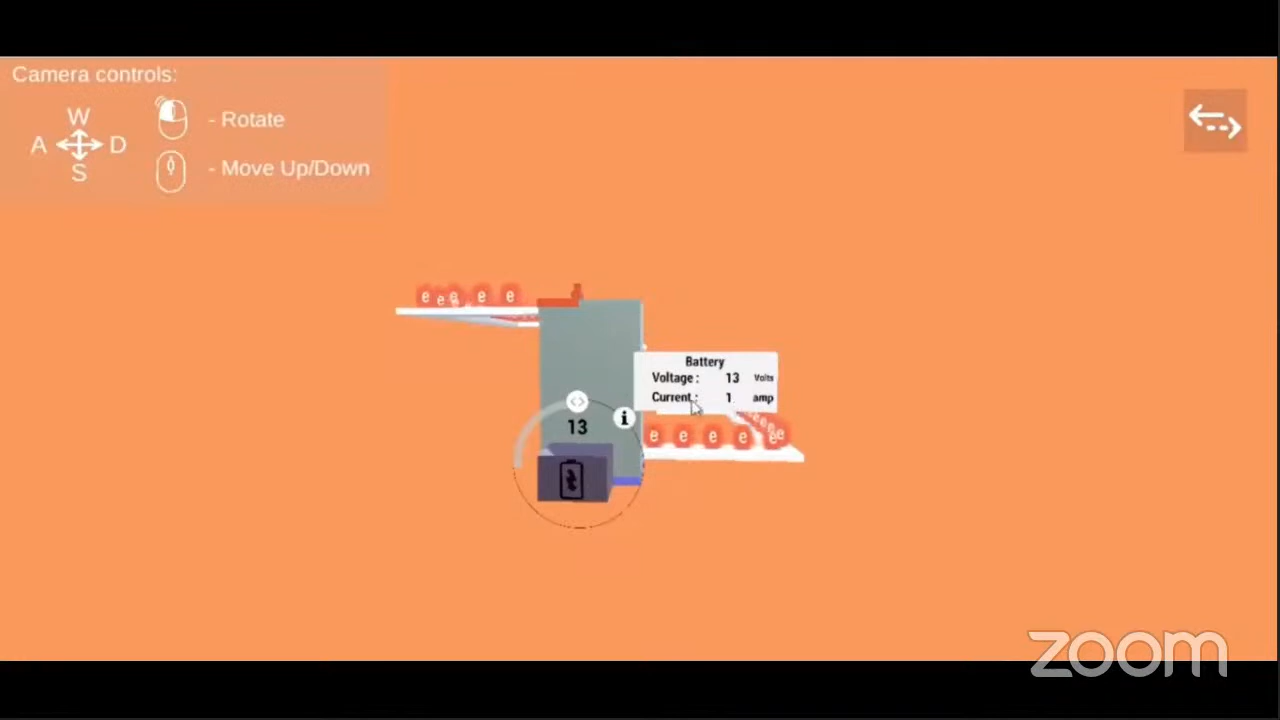 Camera controls:
W
A D
S
- Rotate
- Move Up/Down
e e e e e
Battery
Voltage : 13 Volts
Current : 1 amp
13
i
e e e e e
zoom